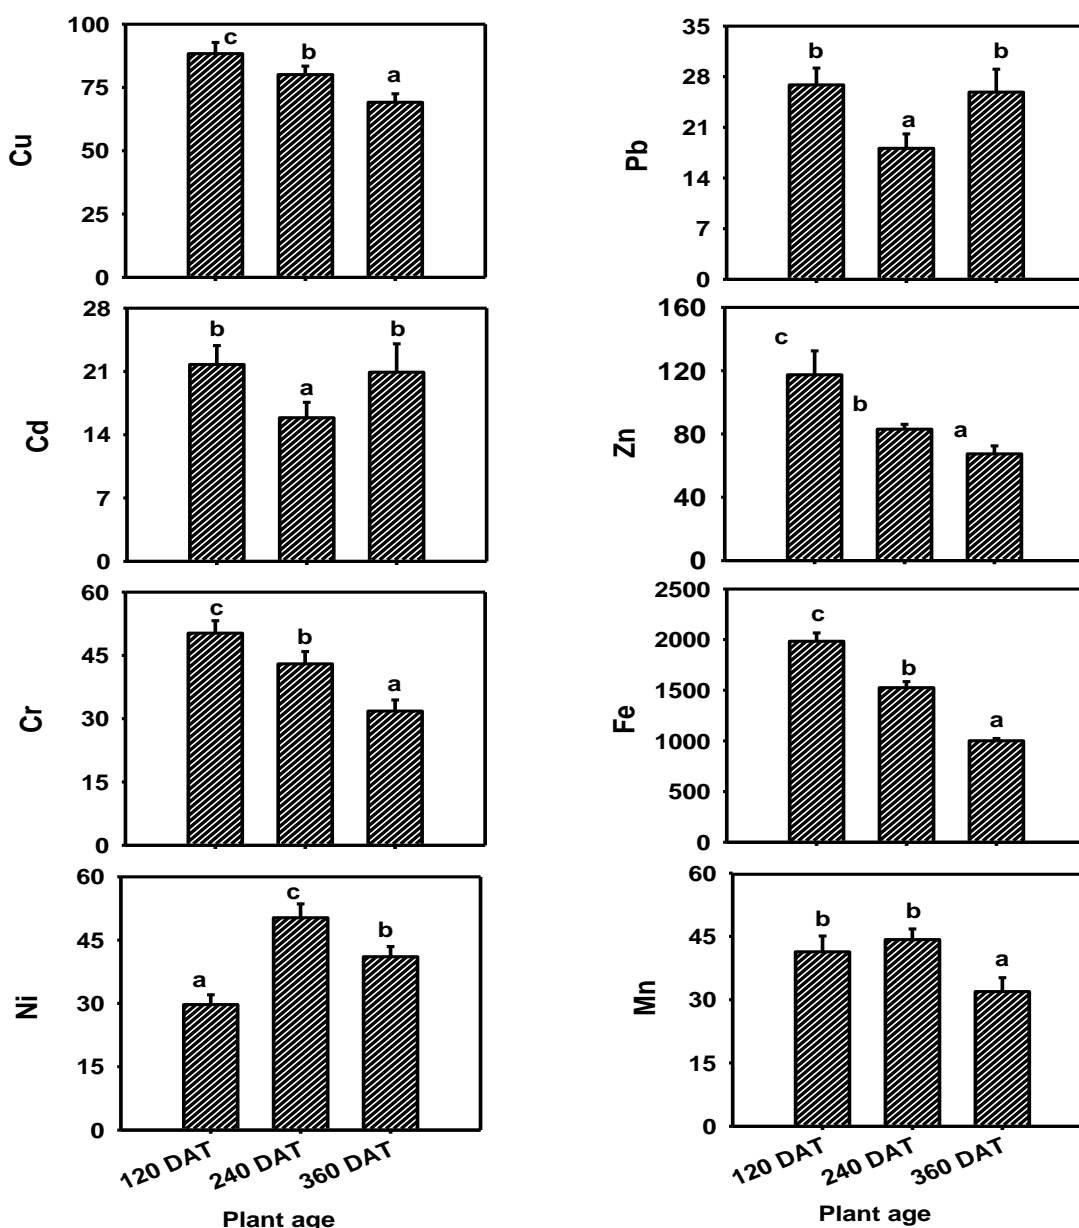 100
75
50
25
0
Cu
c
b
a
35
28
21
14
7
0
Pb
b
a
b
28
21
14
7
0
Cd
b
a
b
160
120
80
40
0
Zn
c
b
a
60
45
30
15
0
Cr
c
b
a
2500
2000
1500
1000
500
0
Fe
c
b
a
60
45
30
15
0
Ni
a
c
b
120 DAT
240 DAT
360 DAT
Plant age
60
45
30
15
0
Mn
b
b
a
120 DAT
240 DAT
360 DAT
Plant age